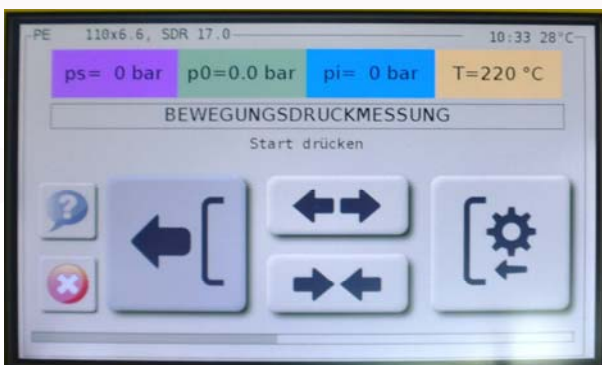 PE 110x6.6, SDR 17.0 10:33 28°C
ps= 0 bar p0=0.0 bar pi= 0 bar T=220 °C
BEWEGUNGSDRUCKMESSUNG
Start drücken
?